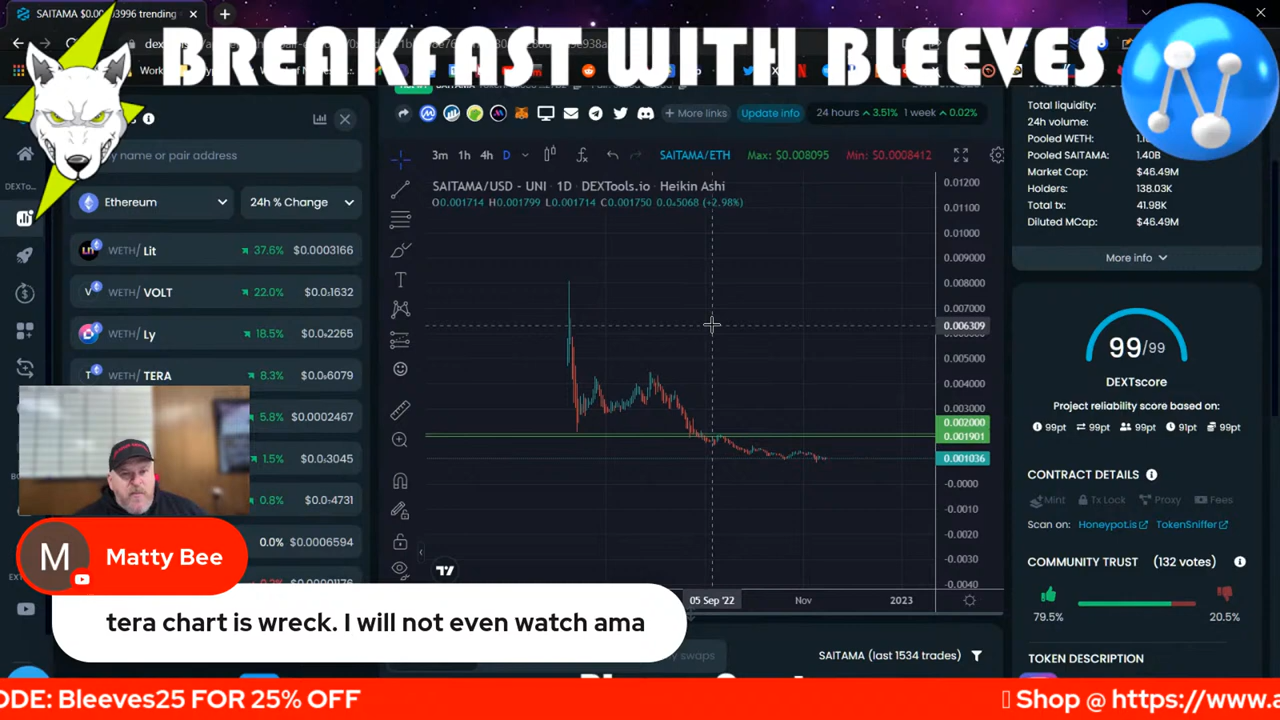 SAITAMA $0.0
3996 trending
BREAKFAST WITH BLEEVES
name or pair address
Ethereum
24h % Change
WETH/ Lit 37.6% $0.0003166
WETH/ VOLT 22.0% $0.0₅1632
WETH/ Ly 18.5% $0.0₂2265
WETH/ TERA 8.3% $0.0₄6079
5.8% $0.0002467
1.5%
0.8%
0.0% $0.0006594
+ More links
Update info
24 hours 3.51%
1 week 0.02%
3m 1h 4h D
SAITAMA/ETH
Max: $0.008095
Min: $0.0008412
SAITAMA/USD - UNI · 1D · DEXTools.io · Heikin Ashi
O0.001714 H0.001799 L0.001714 C0.001750 0.0₄5068 (+2.98%)
0.01200
0.01100
0.01000
0.009000
0.008000
0.007000
0.006309
0.005000
0.004000
0.003000
0.002000
0.001901
0.001036
-0.0000
-0.0010
-0.0020
-0.0030
-0.0040
05 Sep '22
Nov
2023
SAITAMA (last 1534 trades)
Total liquidity:
24h volume:
Pooled WETH:
Pooled SAITAMA: 1.40B
Market Cap: $46.49M
Holders: 138.03K
Total tx: 41.98K
Diluted MCap: $46.49M
More info
99/99
DEXTscore
Project reliability score based on:
99pt 99pt 99pt 91pt 99pt
CONTRACT DETAILS
Mint Tx Lock Proxy Fees
Scan on: Honeypot.is TokenSniffer
COMMUNITY TRUST (132 votes)
79.5%
20.5%
TOKEN DESCRIPTION
M
Matty Bee
tera chart is wreck. I will not even watch ama
ODE: Bleeves25 FOR 25% OFF
Shop @ https://www.a